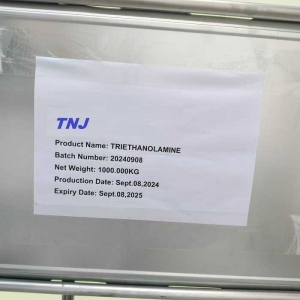 TNJ
Product Name: TRIETHANOLAMINE
Batch Number: 20240908
Net Weight: 1000.000KG
Production Date: Sept.08,2024
Expiry Date: Sept.08,2025